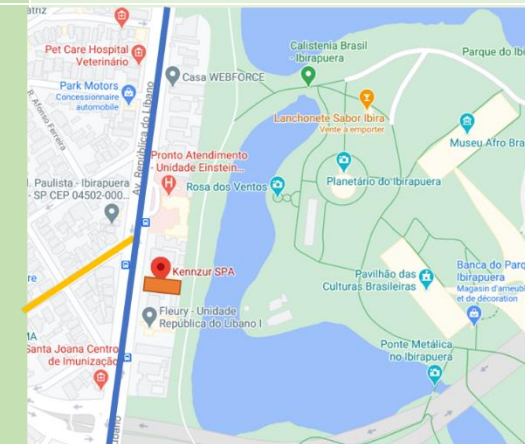 atriz
Pet Care Hospital
Veterinário
Park Motors
Concessionnaire
automobile
R. Afonso Ferreira
Casa WEBFORCE
Av. República do Líbano
Pronto Atendimento
- Unidade Einstein...
Paulista - Ibirapuera
- SP CEP 04502-000...
Calistenia Brasil
-Ibirapuera
Parque do Ibi
Lanchonete Sabor Ibira
Vente à emporter
Museu Afro Bras
Rosa dos Ventos
Planetário do Ibirapuera
Kennzur SPA
Banca do Parq
Ibirapuera
Magasin d'ameuble
et de décoration
Pavilhão das
Culturas Brasileiras
Fleury - Unidade
República do Líbano I
Santa Joana Centro
de Imunização
Ponte Metálica
no Ibirapuera